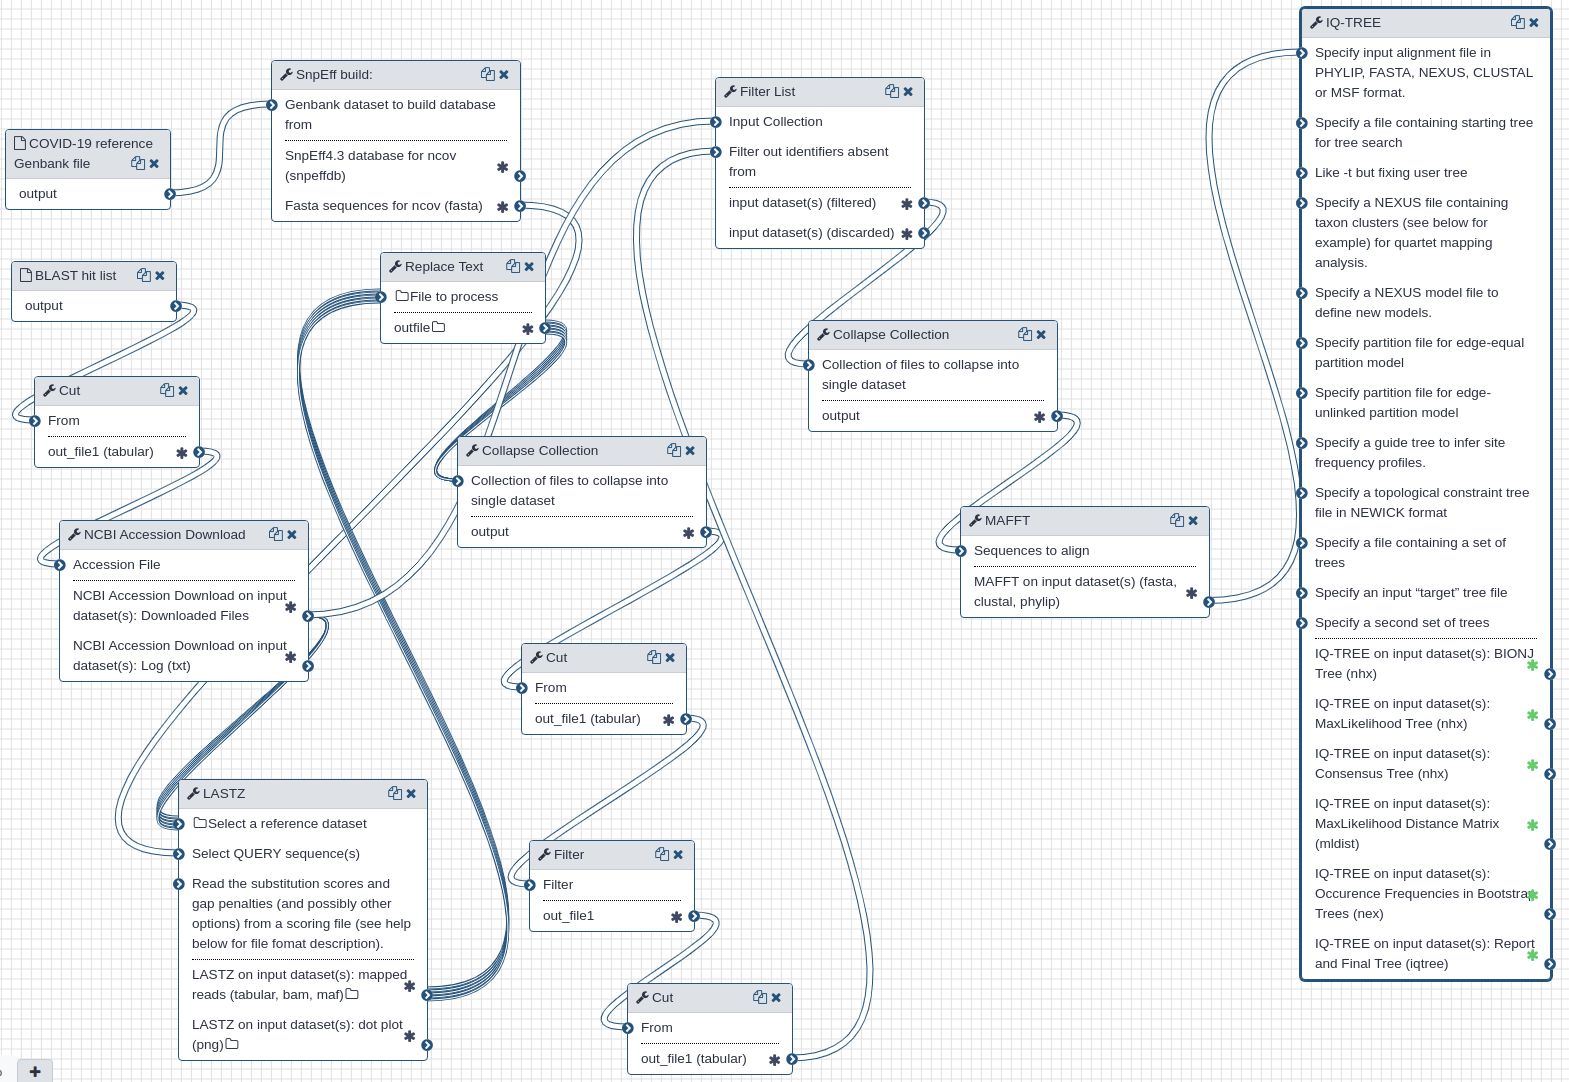 COVID-19 reference
Genbank file
output
SnpEff build:
Genbank dataset to build database
from
SnpEff4.3 database for ncov
(snpeffdb)
Fasta sequences for ncov (fasta)
BLAST hit list
output
Cut
From
out_file1 (tabular)
NCBI Accession Download
Accession File
NCBI Accession Download on input
dataset(s): Downloaded Files
NCBI Accession Download on input
dataset(s): Log (txt)
LASTZ
Select a reference dataset
Select QUERY sequence(s)
Read the substitution scores and
gap penalties (and possibly other
options) from a scoring file (see help
below for file fomat description).
LASTZ on input dataset(s): mapped
reads (tabular, bam, maf)
LASTZ on input dataset(s): dot plot
(png)
Replace Text
File to process
outfile
Collapse Collection
Collection of files to collapse into
single dataset
output
Cut
From
out_file1 (tabular)
Filter
Filter
out_file1
Cut
From
out_file1 (tabular)
Filter List
Input Collection
Filter out identifiers absent
from
input dataset(s) (filtered)
input dataset(s) (discarded)
Collapse Collection
Collection of files to collapse into
single dataset
output
MAFFT
Sequences to align
MAFFT on input dataset(s) (fasta,
clustal, phylip)
IQ-TREE
Specify input alignment file in
PHYLIP, FASTA, NEXUS, CLUSTAL
or MSF format.
Specify a file containing starting tree
for tree search
Like -t but fixing user tree
Specify a NEXUS file containing
taxon clusters (see below for
example) for quartet mapping
analysis.
Specify a NEXUS model file to
define new models.
Specify partition file for edge-equal
partition model
Specify partition file for edge-
unlinked partition model
Specify a guide tree to infer site
frequency profiles.
Specify a topological constraint tree
file in NEWICK format
Specify a file containing a set of
trees
Specify an input “target” tree file
Specify a second set of trees
IQ-TREE on input dataset(s): BIONJ
Tree (nhx)
IQ-TREE on input dataset(s):
MaxLikelihood Tree (nhx)
IQ-TREE on input dataset(s):
Consensus Tree (nhx)
IQ-TREE on input dataset(s):
MaxLikelihood Distance Matrix
(mldist)
IQ-TREE on input dataset(s):
Occurence Frequencies in Bootstrap
Trees (nex)
IQ-TREE on input dataset(s): Report
and Final Tree (iqtree)